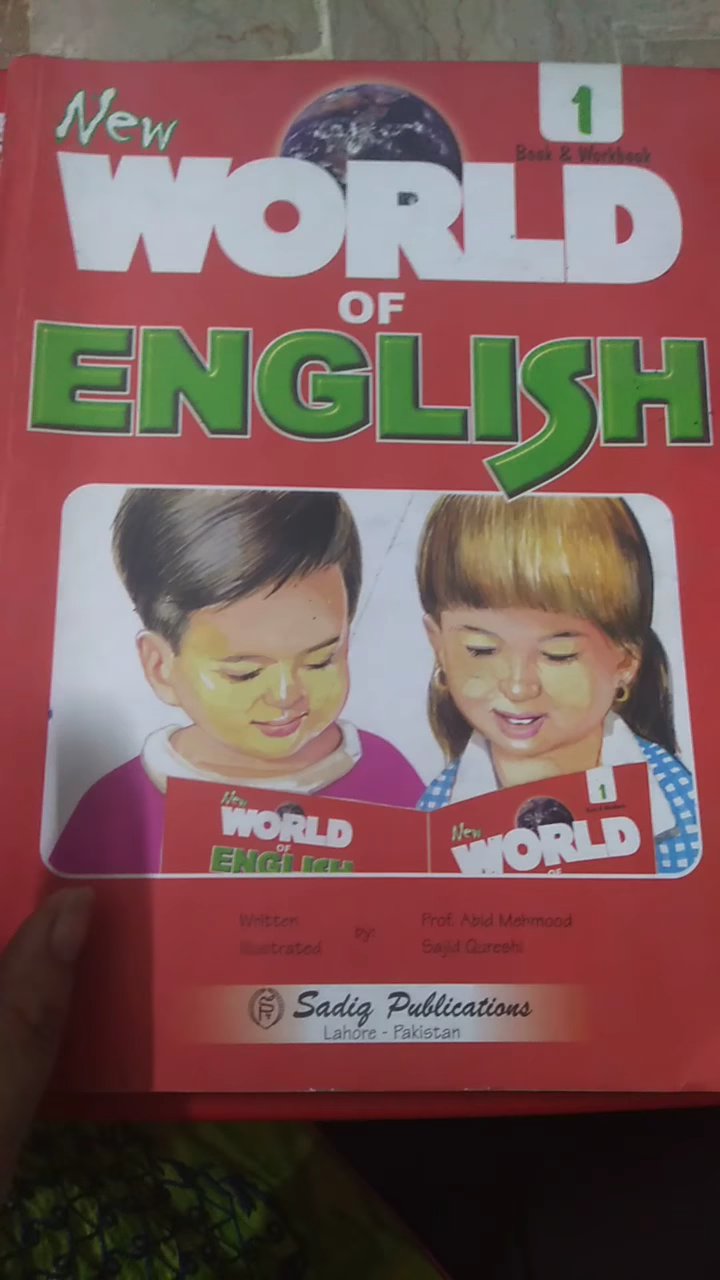 New
1
Book & Workbook
WORLD
OF
ENGLISH
New
WORLD
OF
ENGLISH
1
New
WORLD
OF
Written by: Prof. Abid Mehmood
Illustrated Sajid Qureshi
Sadiq Publications
Lahore - Pakistan